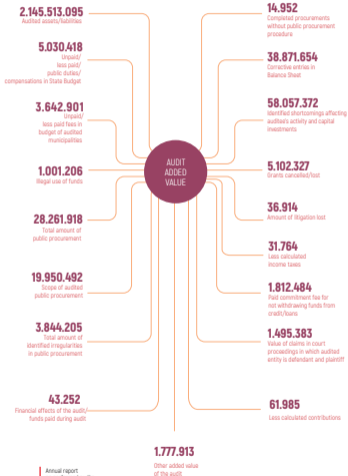 2.145.513.095
Audited assets/liabilities
5.030.418
Unpaid/
less paid/
public duties/
compensations in State Budget
3.642.901
Unpaid/
less paid fees in
budget of audited
municipalities
1.001.206
Illegal use of funds
28.261.918
Total amount of
public procurement
19.950.492
Scope of audited
public procurement
3.844.205
Total amount of
identified irregularities
in public procurement
43.252
Financial effects of the audit/
funds paid during audit
AUDIT
ADDED
VALUE
14.952
Completed procurements
without public procurement
procedure
38.871.654
Corrective entries in
Balance Sheet
58.057.372
Identified shortcomings affecting
auditee's activity and capital
investments
5.102.327
Grants cancelled/lost
36.914
Amount of litigation lost
31.764
Less calculated
income taxes
1.812.484
Paid commitment fee for
not withdrawing funds from
credit/loans
1.495.383
Value of claims in court
proceedings in which audited
entity is defendant and plaintiff
61.985
Less calculated contributions
1.777.913
Other added value
of the audit
Annual report